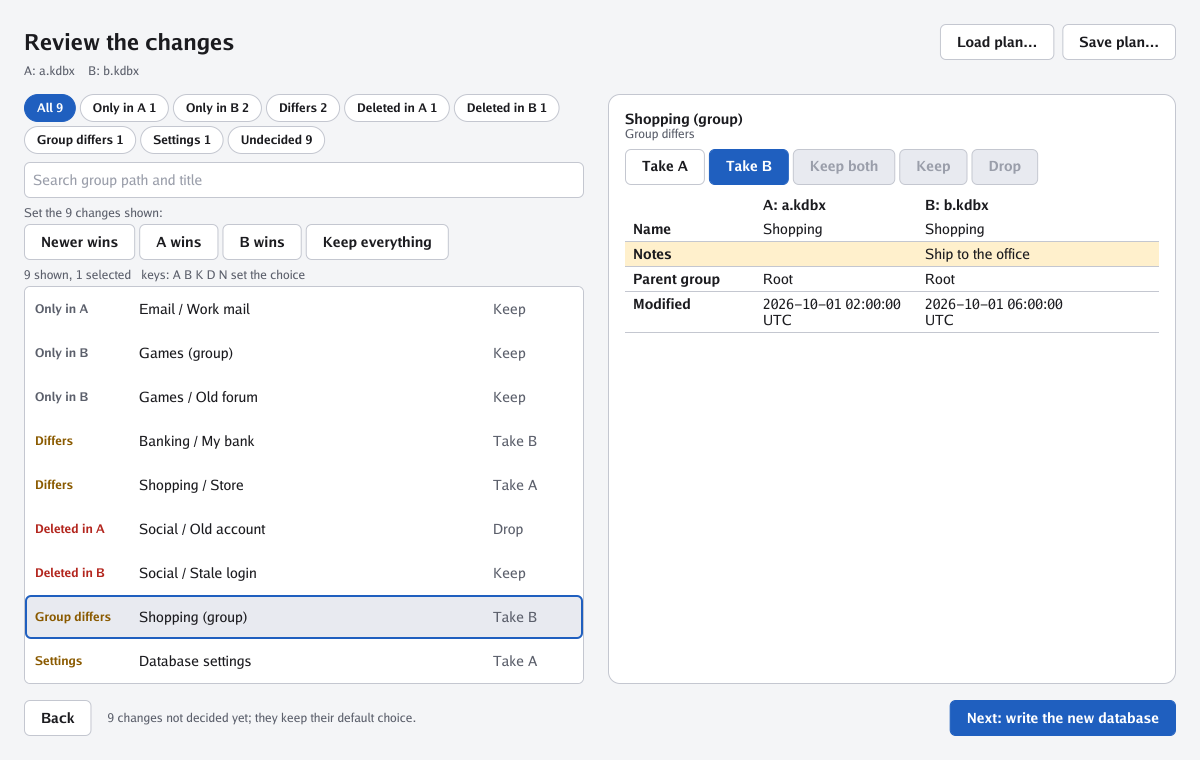 Review the changes
Load plan...
Save plan...
A: a.kdbx B: b.kdbx
All 9
Only in A 1
Only in B 2
Differs 2
Deleted in A 1
Deleted in B 1
Group differs 1
Settings 1
Undecided 9
Search group path and title
Set the 9 changes shown:
Newer wins
A wins
B wins
Keep everything
9 shown, 1 selected keys: A B K D N set the choice
Only in A Email / Work mail Keep
Only in B Games (group) Keep
Only in B Games / Old forum Keep
Differs Banking / My bank Take B
Differs Shopping / Store Take A
Deleted in A Social / Old account Drop
Deleted in B Social / Stale login Keep
Group differs Shopping (group) Take B
Settings Database settings Take A
Shopping (group)
Group differs
Take A
Take B
Keep both
Keep
Drop
A: a.kdbx B: b.kdbx
Name Shopping Shopping
Notes Ship to the office
Parent group Root Root
Modified 2026-10-01 02:00:00 2026-10-01 06:00:00
UTC UTC
Back
9 changes not decided yet; they keep their default choice.
Next: write the new database